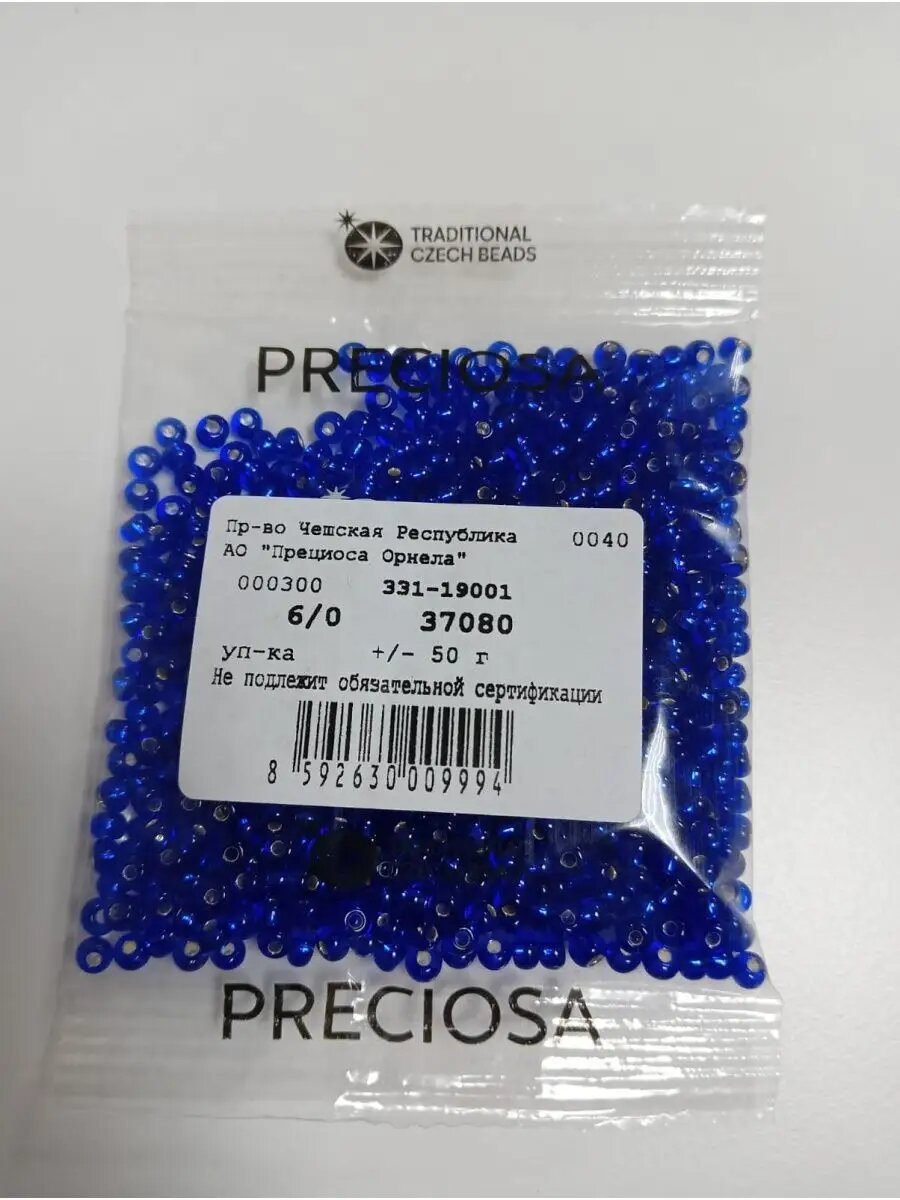 TRADITIONAL
CZECH BEADS
PRECIOSA
Пр-во Чешская Республика 0040
АО "Прециоса Орнела"
000300 331-19001
6/0 37080
уп-ка +/- 50 г
Не подлежит обязательной сертификации
8 592630 009994
PRECIOSA